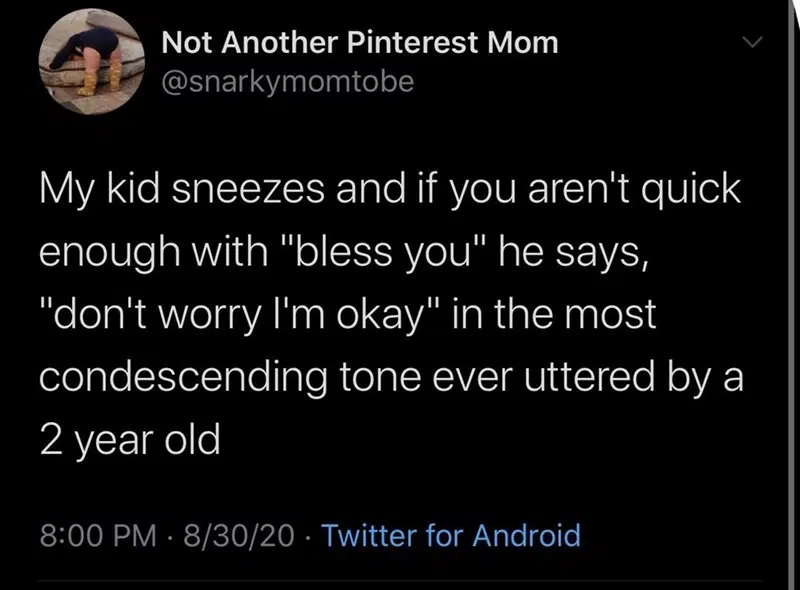 Not Another Pinterest Mom
@snarkymomtobe
My kid sneezes and if you aren't quick
enough with "bless you" he says,
"don't worry I'm okay" in the most
condescending tone ever uttered by a
2 year old
8:00 PM · 8/30/20 · Twitter for Android